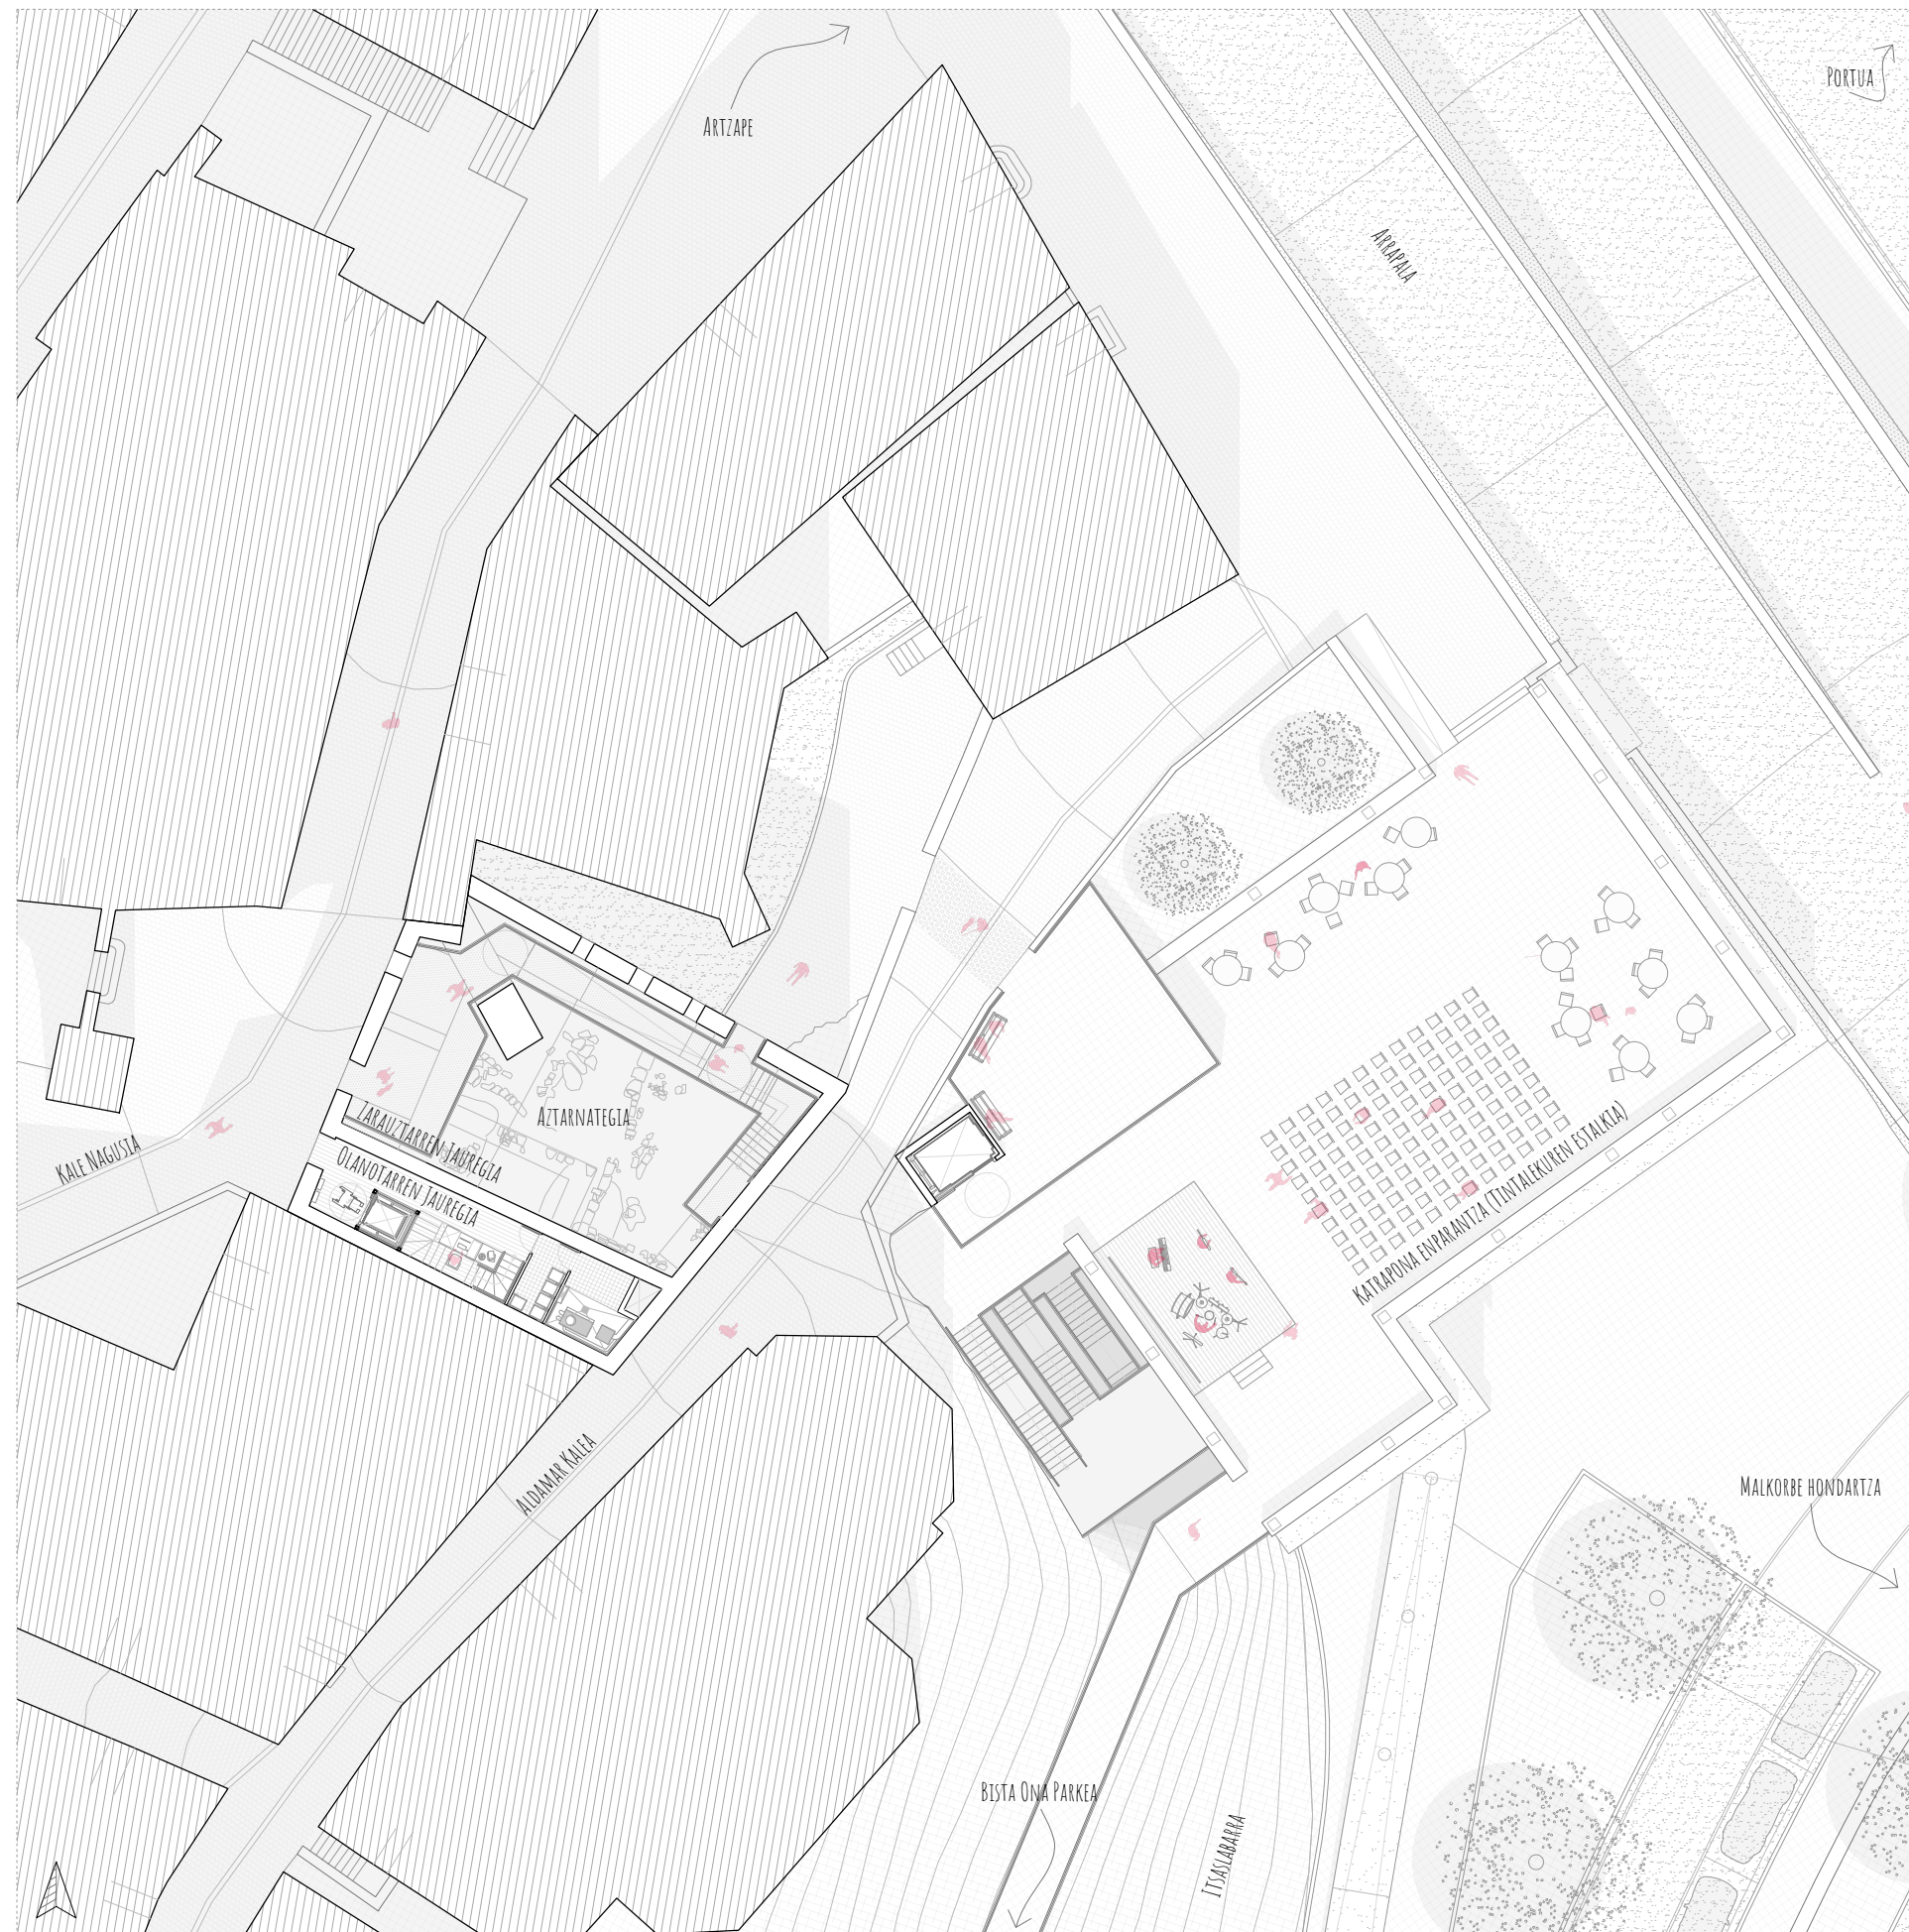 Portua
Artzape
Arrapala
Aztarnategia
Zarauztarren Jauregia
Olanotarren Jauregia
Kale Nagusia
Katrapona enparantza (Tintalekuren estalkia)
Aldamar Kalea
Malkorbe hondartza
Bista Ona Parkea
Itsaslabarra